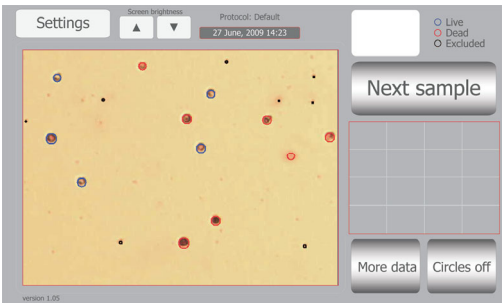 Settings
Screen brightness
Protocol: Default
27 June, 2009 14:23
Live
Dead
Excluded
Next sample
More data
Circles off
version 1.05